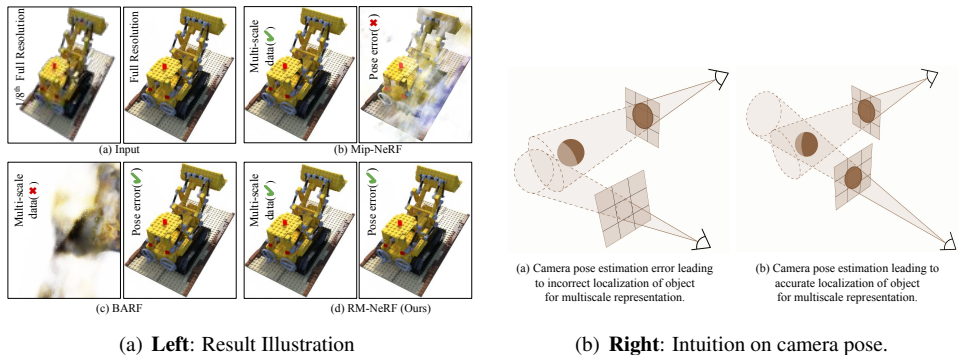 1/8th Full Resolution
Full Resolution
(a) Input
Multi-scale
data(✔)
Pose error(✖)
(b) Mip-NeRF
Multi-scale
data(✖)
Pose error(✔)
(c) BARF
Multi-scale
data(✔)
Pose error(✔)
(d) RM-NeRF (Ours)
(a) Camera pose estimation error leading
to incorrect localization of object
for multiscale representation.
(b) Camera pose estimation leading to
accurate localization of object
for multiscale representation.
(a) Left: Result Illustration
(b) Right: Intuition on camera pose.